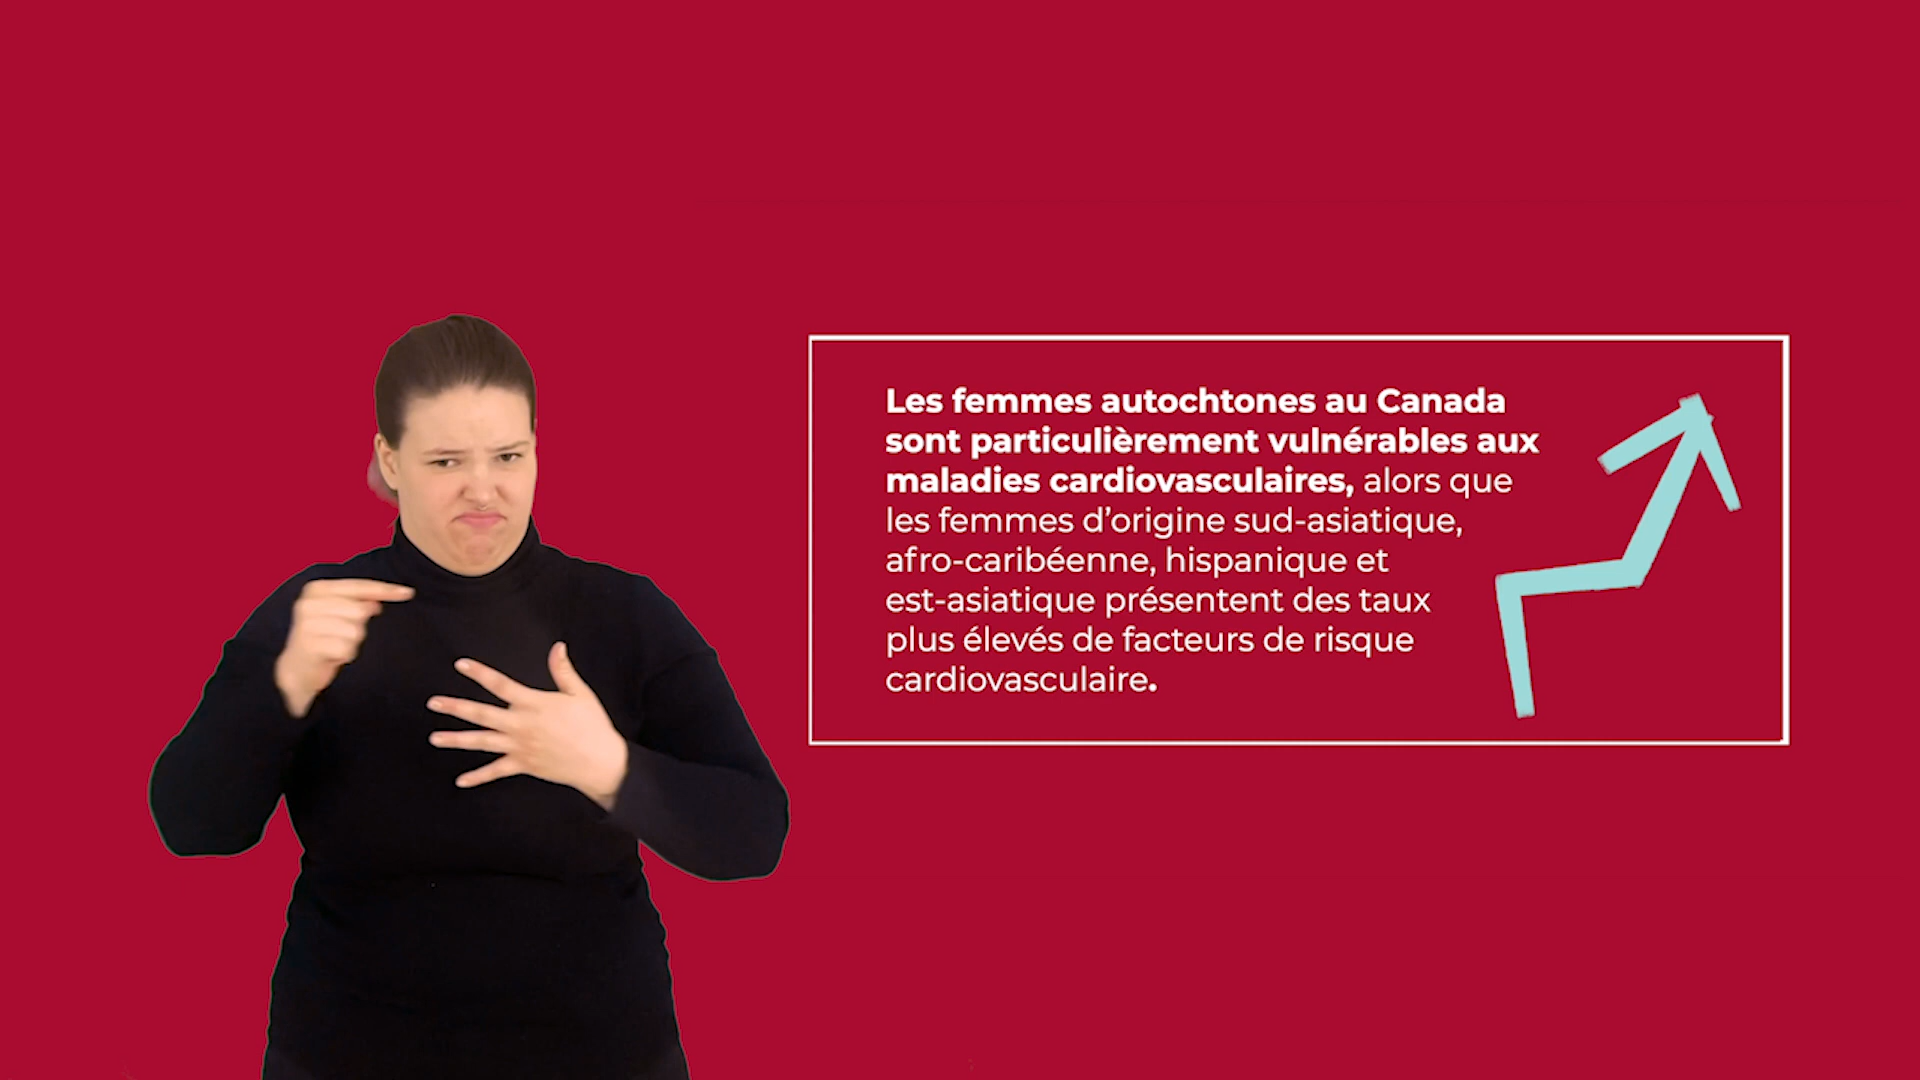 Les femmes autochtones au Canada
sont particulièrement vulnérables aux
maladies cardiovasculaires, alors que
les femmes d’origine sud-asiatique,
afro-caribéenne, hispanique et
est-asiatique présentent des taux
plus élevés de facteurs de risque
cardiovasculaire.